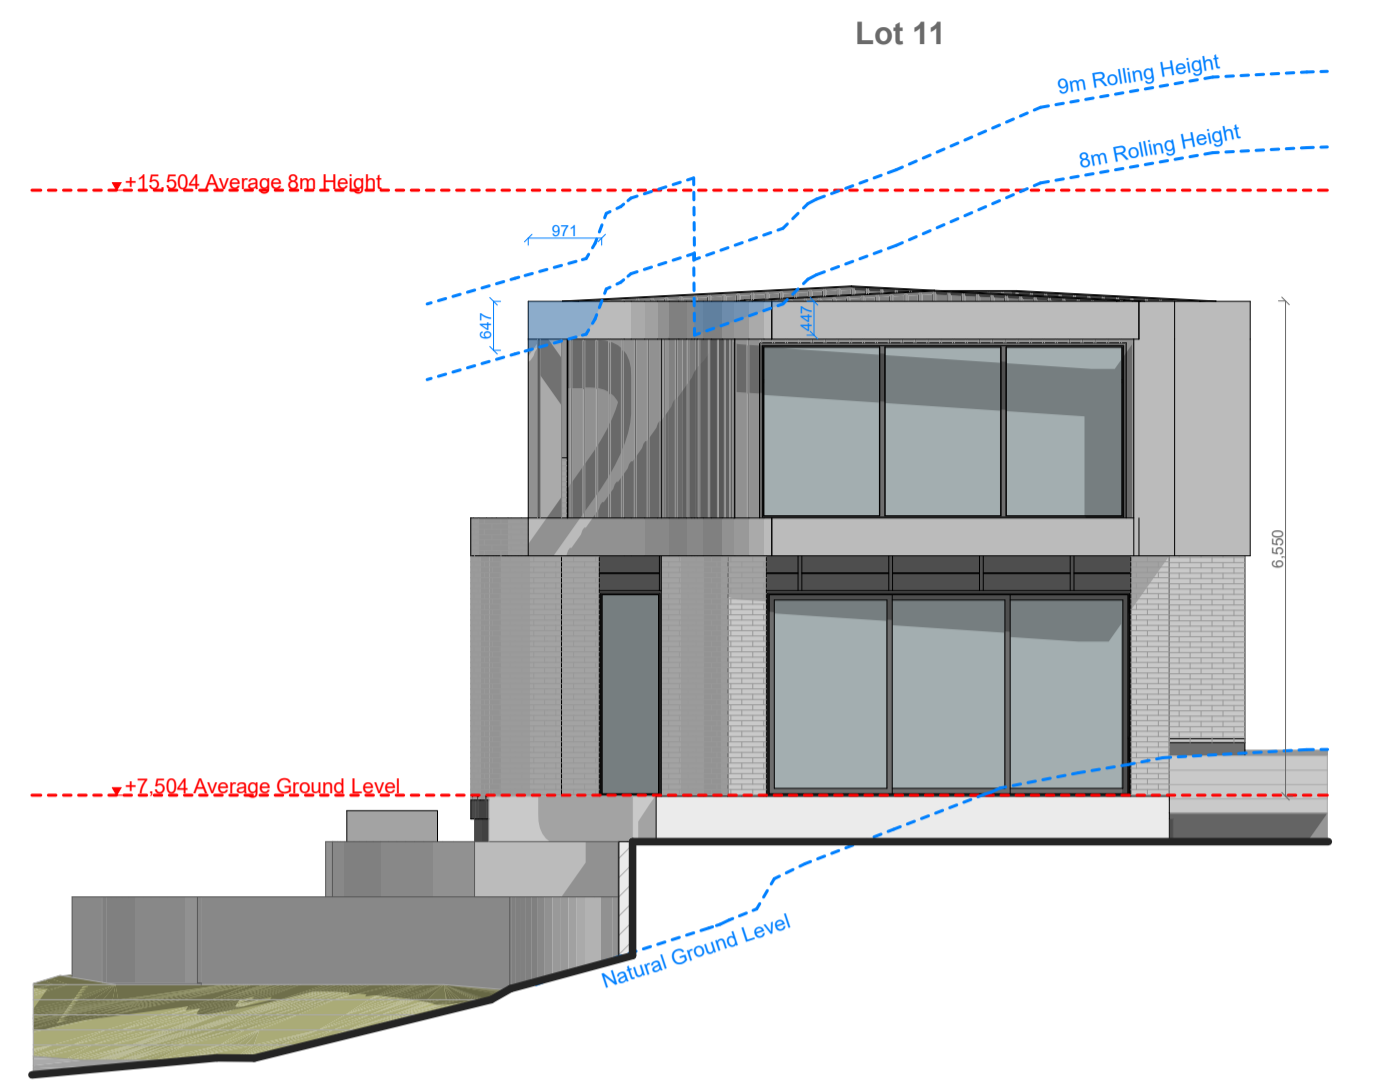 Lot 11
9m Rolling Height
8m Rolling Height
+15,504 Average 8m Height
971
647
447
6,550
+7,504 Average Ground Level
Natural Ground Level